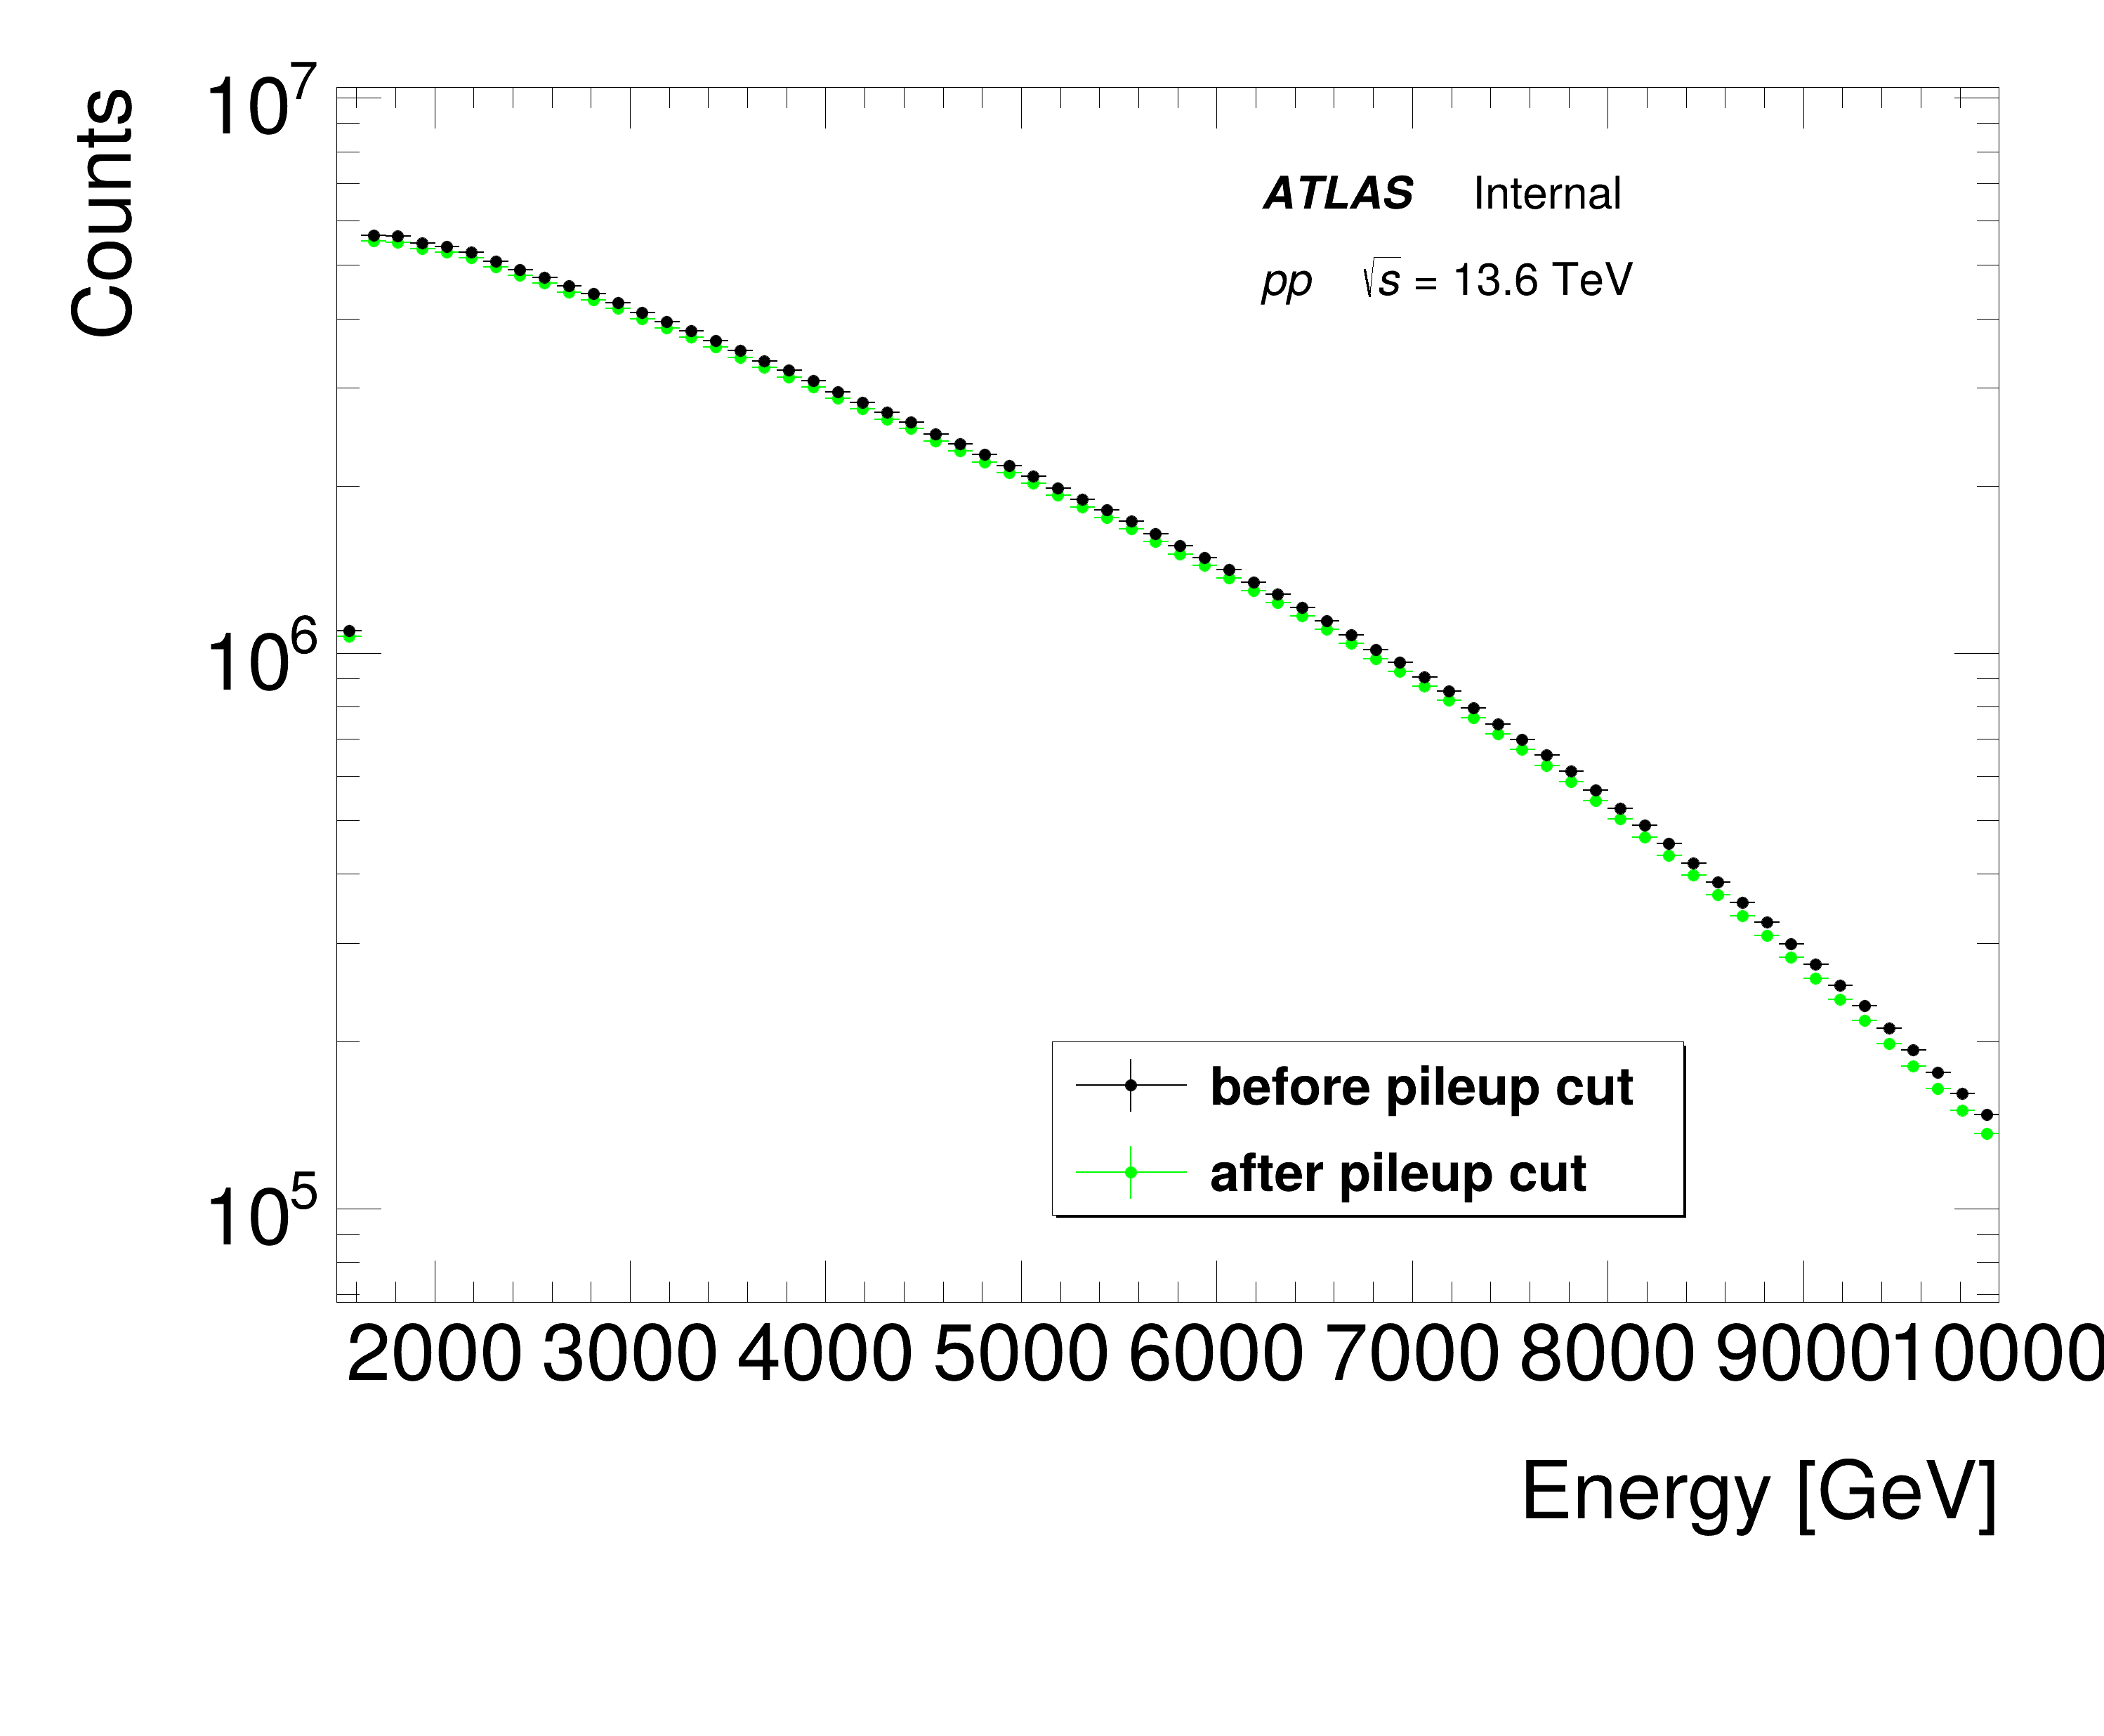 Counts
10^7
10^6
10^5
ATLAS Internal
pp √s = 13.6 TeV
before pileup cut
after pileup cut
2000 3000 4000 5000 6000 7000 8000 9000 10000
Energy [GeV]